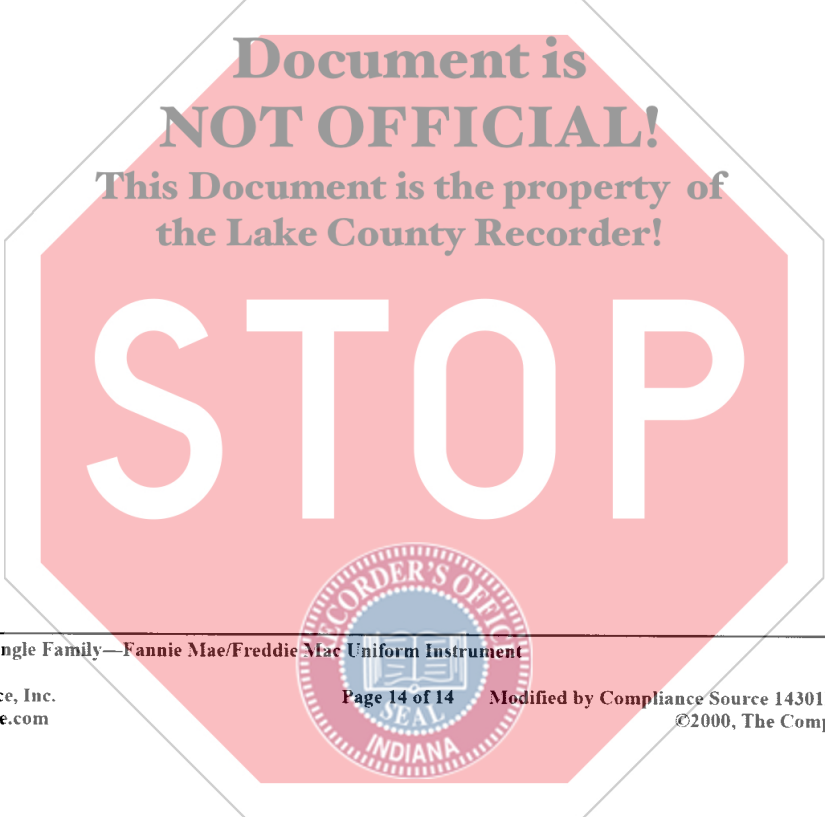 Document is
NOT OFFICIAL!
This Document is the property of
the Lake County Recorder!
STOP
RECORDER'S OFFIC
ngle Family—Fannie Mae/Freddie Mac Uniform Instrument
ce, Inc.
Page 14 of 14
Modified by Compliance Source 14301
e.com
©2000, The Comp
SEAL
INDIANA